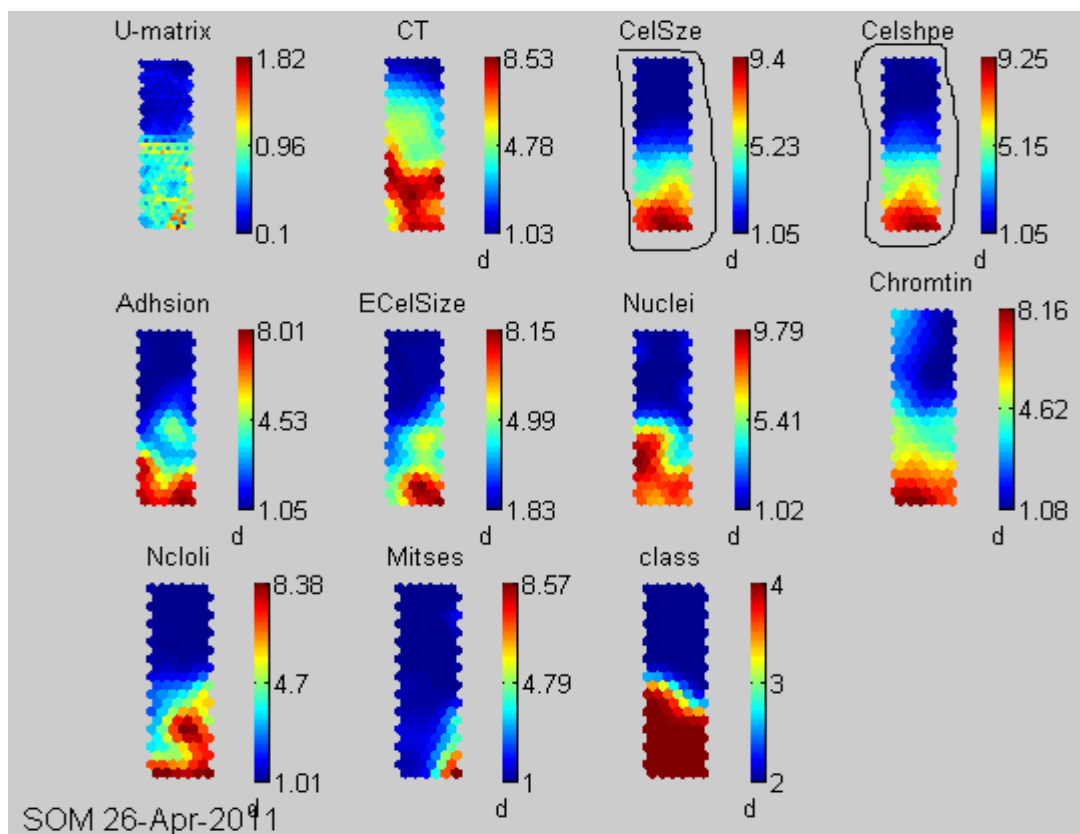 U-matrix
1.82
0.96
0.1
CT
8.53
4.78
1.03
d
CelSze
9.4
5.23
1.05
d
Celshpe
9.25
5.15
1.05
d
Adhsion
8.01
4.53
1.05
d
ECelSize
8.15
4.99
1.83
d
Nuclei
9.79
5.41
1.02
d
Chromtin
8.16
4.62
1.08
d
Ncloli
8.38
4.7
1.01
d
Mitses
8.57
4.79
1
d
class
4
3
2
d
SOM 26-Apr-2011